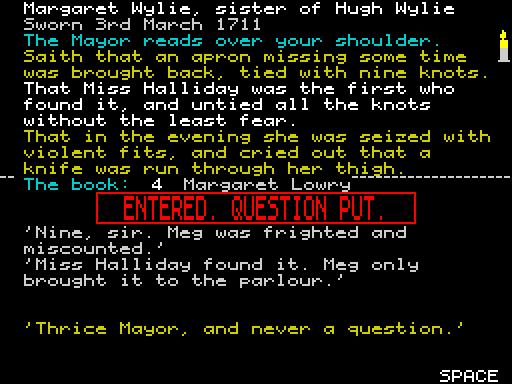 Margaret Wylie, sister of Hugh Wylie
Sworn 3rd March 1711
The Mayor reads over your shoulder.
Saith that an apron missing some time
was brought back, tied with nine knots.
That Miss Halliday was the first who
found it, and untied all the knots
without the least fear.
That in the evening she was seized with
violent fits, and cried out that a
knife was run through her thigh.
The book: 4 Margaret Lowry
ENTERED. QUESTION PUT.
'Nine, sir. Meg was frighted and
miscounted.'
'Miss Halliday found it. Meg only
brought it to the parlour.'
'Thrice Mayor, and never a question.'
SPACE